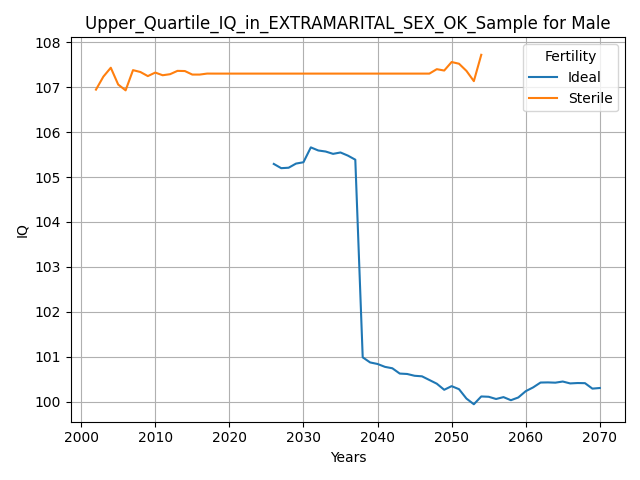 Upper_Quartile_IQ_in_EXTRAMARITAL_SEX_OK_Sample for Male
108
107
106
105
104
103
102
101
100
IQ
Fertility
Ideal
Sterile
2000 2010 2020 2030 2040 2050 2060 2070
Years